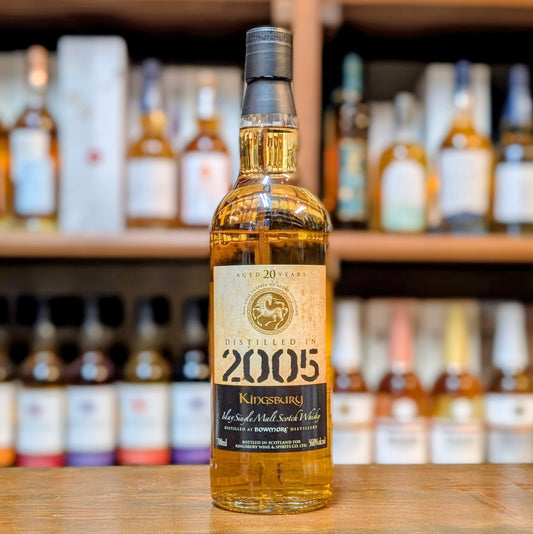 AGED 20 YEARS
DISTILLED IN
2005
KINGSBURY
Islay Single Malt Scotch Whisky
DISTILLED AT BOWMORE DISTILLERY
700ml
BOTTLED IN SCOTLAND FOR
KINGSBURY WINE & SPIRITS CO. LTD.